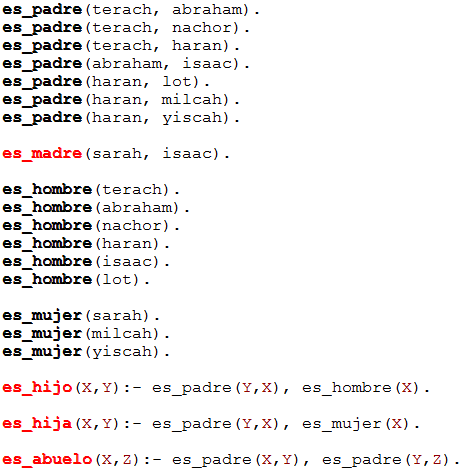 es_padre(terach, abraham).
es_padre(terach, nachor).
es_padre(terach, haran).
es_padre(abraham, isaac).
es_padre(haran, lot).
es_padre(haran, milcah).
es_padre(haran, yiscah).
es_madre(sarah, isaac).
es_hombre(terach).
es_hombre(abraham).
es_hombre(nachor).
es_hombre(haran).
es_hombre(isaac).
es_hombre(lot).
es_mujer(sarah).
es_mujer(milcah).
es_mujer(yiscah).
es_hijo(X,Y):- es_padre(Y,X), es_hombre(X).
es_hija(X,Y):- es_padre(Y,X), es_mujer(X).
es_abuelo(X,Z):- es_padre(X,Y), es_padre(Y,Z).